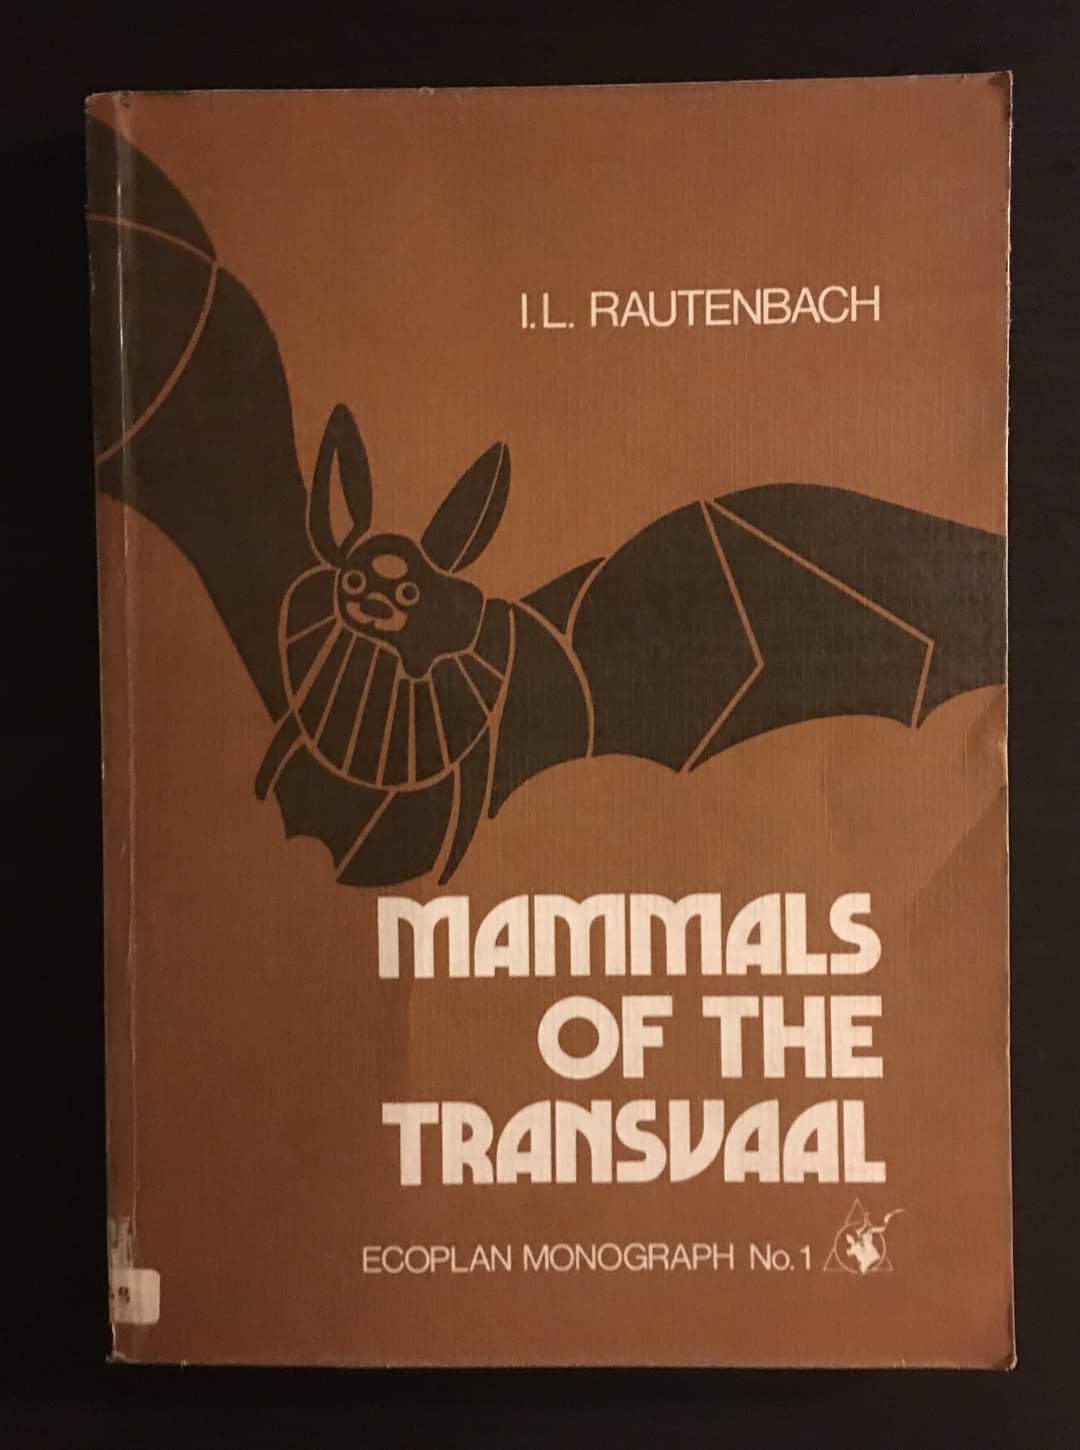 I.L. RAUTENBACH
MAMMALS
OF THE
TRANSVAAL
ECOPLAN MONOGRAPH No.1